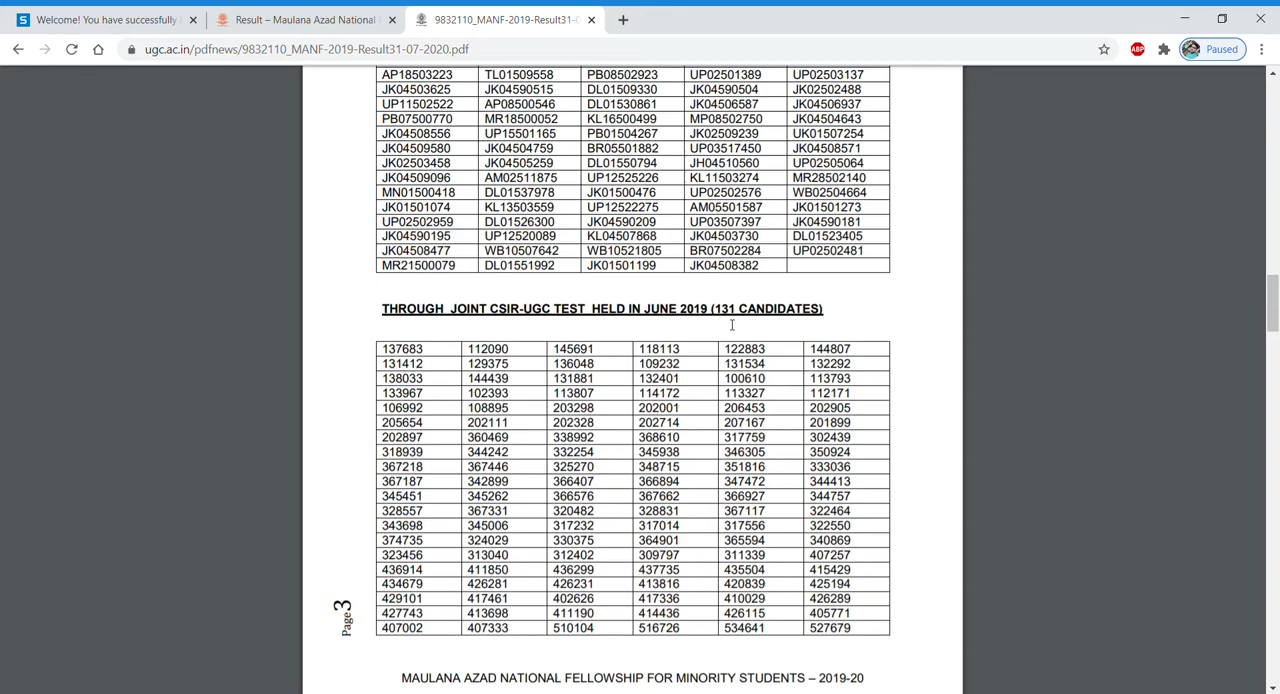 Welcome! You have successfully
Result – Maulana Azad National
9832110_MANF-2019-Result31-0
ugc.ac.in/pdfnews/9832110_MANF-2019-Result31-07-2020.pdf
ABP
Paused
AP18503223 TL01509558 PB08502923 UP02501389 UP02503137
JK04503625 JK04590515 DL01509330 JK04590504 JK02502488
UP11502522 AP08500546 DL01530861 JK04506587 JK04506937
PB07500770 MR18500052 KL16500499 MP08502750 JK04504643
JK04508556 UP15501165 PB01504267 JK02509239 UK01507254
JK04509580 JK04504759 BR05501882 UP03517450 JK04508571
JK02503458 JK04505259 DL01550794 JH04510560 UP02505064
JK04509096 AM02511875 UP12525226 KL11503274 MR28502140
MN01500418 DL01537978 JK01500476 UP02502576 WB02504664
JK01501074 KL13503559 UP12522275 AM05501587 JK01501273
UP02502959 DL01526300 JK04590209 UP03507397 JK04590181
JK04590195 UP12520089 KL04507868 JK04503730 DL01523405
JK04508477 WB10507642 WB10521805 BR07502284 UP02502481
MR21500079 DL01551992 JK01501199 JK04508382
THROUGH JOINT CSIR-UGC TEST HELD IN JUNE 2019 (131 CANDIDATES)
137683 112090 145691 118113 122883 144807
131412 129375 136048 109232 131534 132292
138033 144439 131881 132401 100610 113793
133967 102393 113807 114172 113327 112171
106992 108895 203298 202001 206453 202905
205654 202111 202328 202714 207167 201899
202897 360469 338992 368610 317759 302439
318939 344242 332254 345938 346305 350924
367218 367446 325270 348715 351816 333036
367187 342899 366407 366894 347472 344413
345451 345262 366576 367662 366927 344757
328557 367331 320482 328831 367117 322464
343698 345006 317232 317014 317556 322550
374735 324029 330375 364901 365594 340869
323456 313040 312402 309797 311339 407257
436914 411850 436299 437735 435504 415429
434679 426281 426231 413816 420839 425194
429101 417461 402626 417336 410029 426289
427743 413698 411190 414436 426115 405771
407002 407333 510104 516726 534641 527679
Page 3
MAULANA AZAD NATIONAL FELLOWSHIP FOR MINORITY STUDENTS – 2019-20